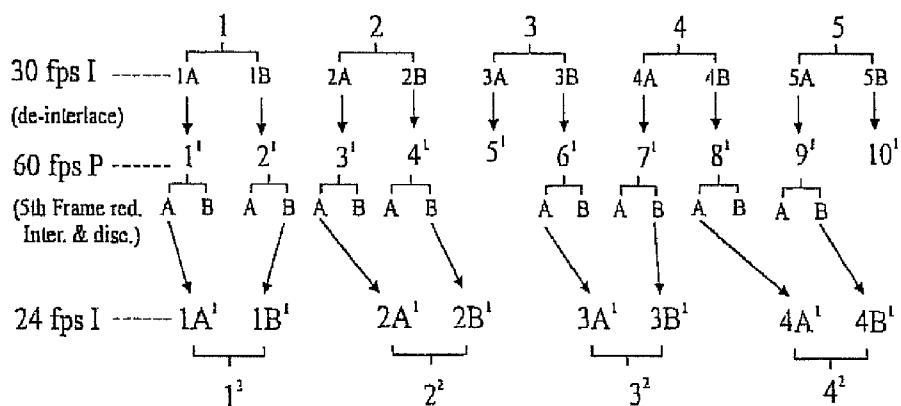 1 2 3 4 5
30 fps I 1A 1B 2A 2B 3A 3B 4A 4B 5A 5B
(de-interlace)
60 fps P 1¹ 2¹ 3¹ 4¹ 5¹ 6¹ 7¹ 8¹ 9¹ 10¹
(5th Frame red. A B A B A B A B A B A B A B A B
Inter. & disc.)
24 fps I 1A¹ 1B¹ 2A¹ 2B¹ 3A¹ 3B¹ 4A¹ 4B¹
1² 2² 3² 4²